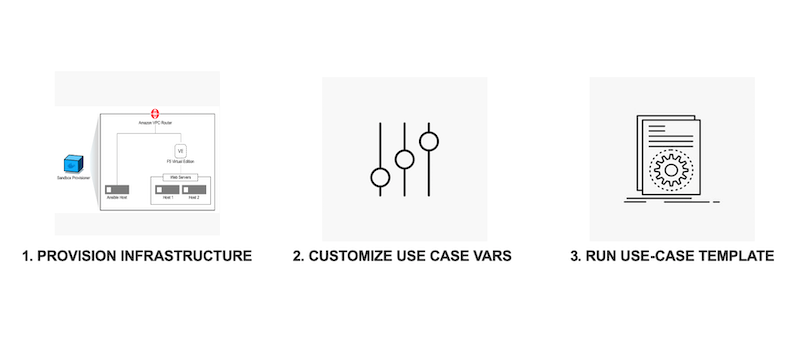 Amazon VPC Router
VE
F5 Virtual Edition
Sandbox Provisioner
Web Servers
Ansible Host
Host 1
Host 2
1. PROVISION INFRASTRUCTURE
2. CUSTOMIZE USE CASE VARS
3. RUN USE-CASE TEMPLATE